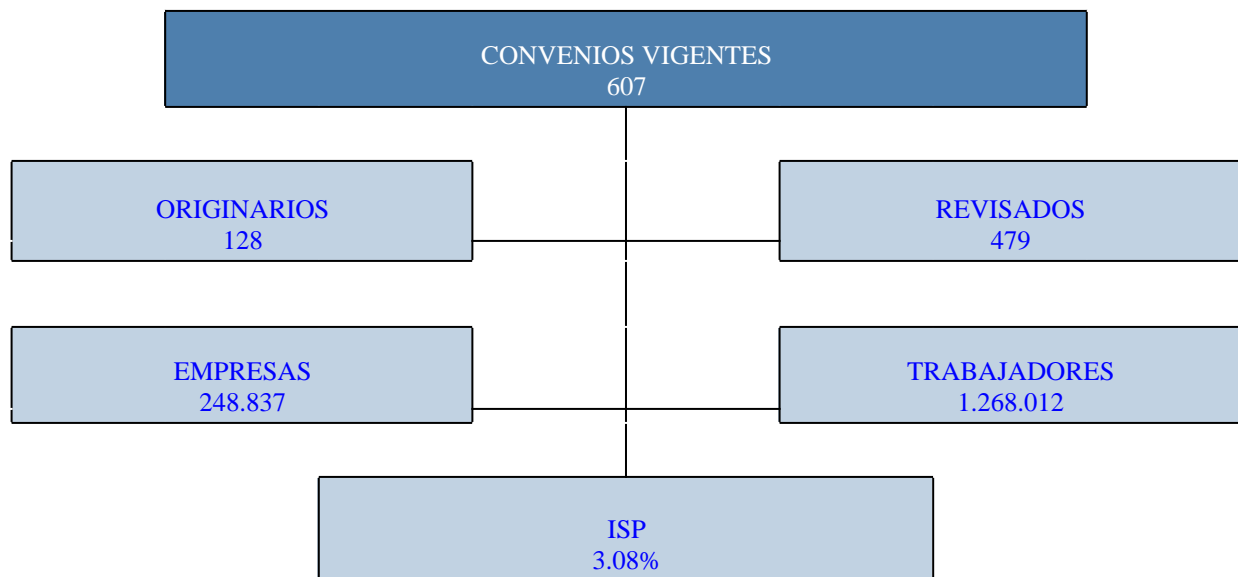 CONVENIOS VIGENTES
607
ORIGINARIOS
128
REVISADOS
479
EMPRESAS
248.837
TRABAJADORES
1.268.012
ISP
3.08%